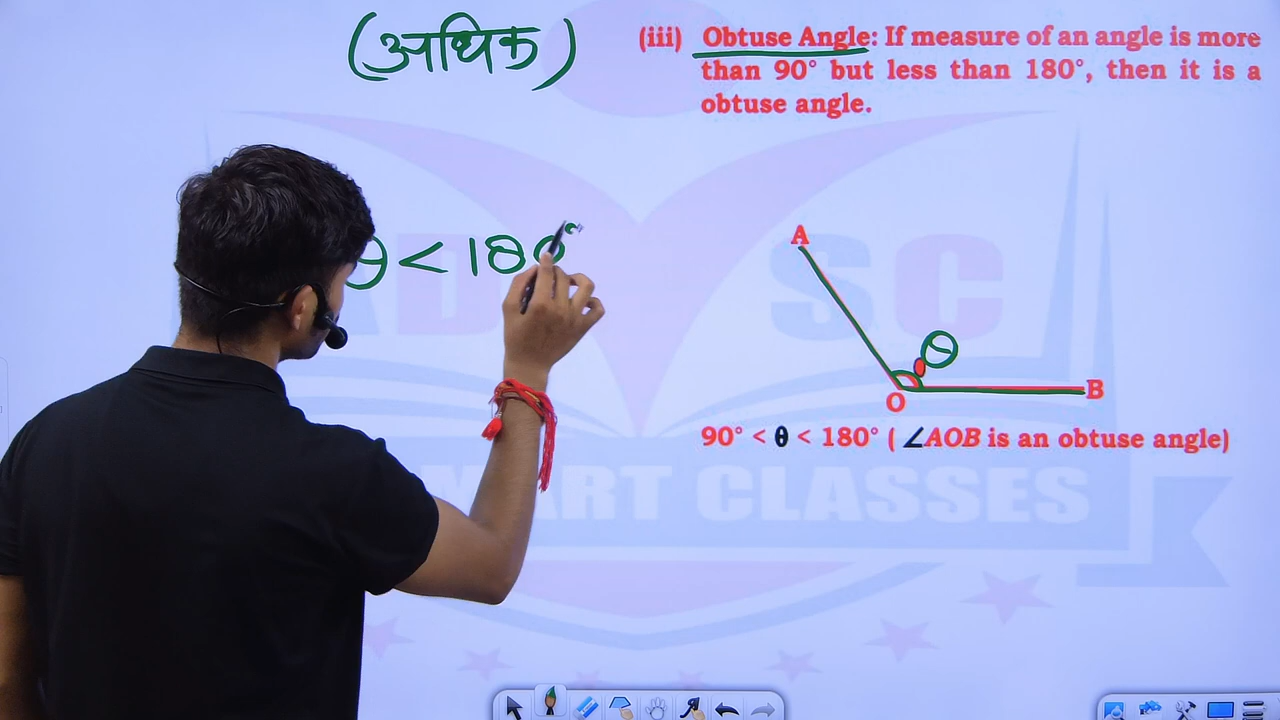 (अधिक)
(iii) Obtuse Angle: If measure of an angle is more
than 90° but less than 180°, then it is a
obtuse angle.
θ < 180°
A
θ
O
B
90° < θ < 180° ( ∠AOB is an obtuse angle)
SC
CLASSES